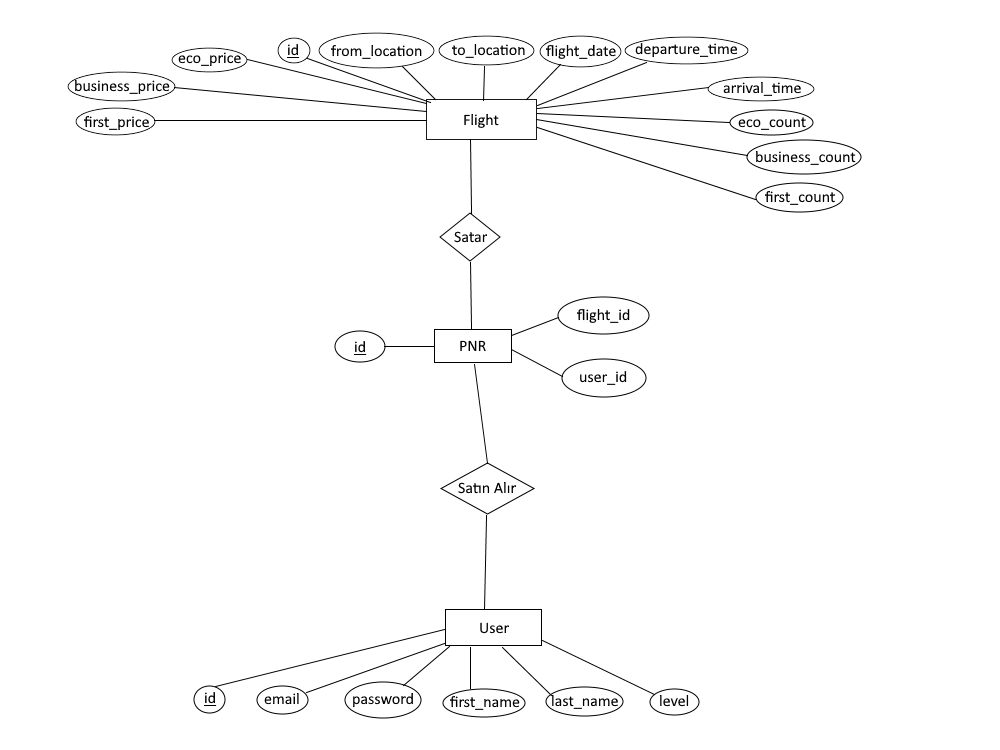 id
from_location
to_location
flight_date
departure_time
eco_price
business_price
arrival_time
first_price
Flight
eco_count
business_count
first_count
Satar
flight_id
id
PNR
user_id
Satın Alır
User
id
email
password
first_name
last_name
level